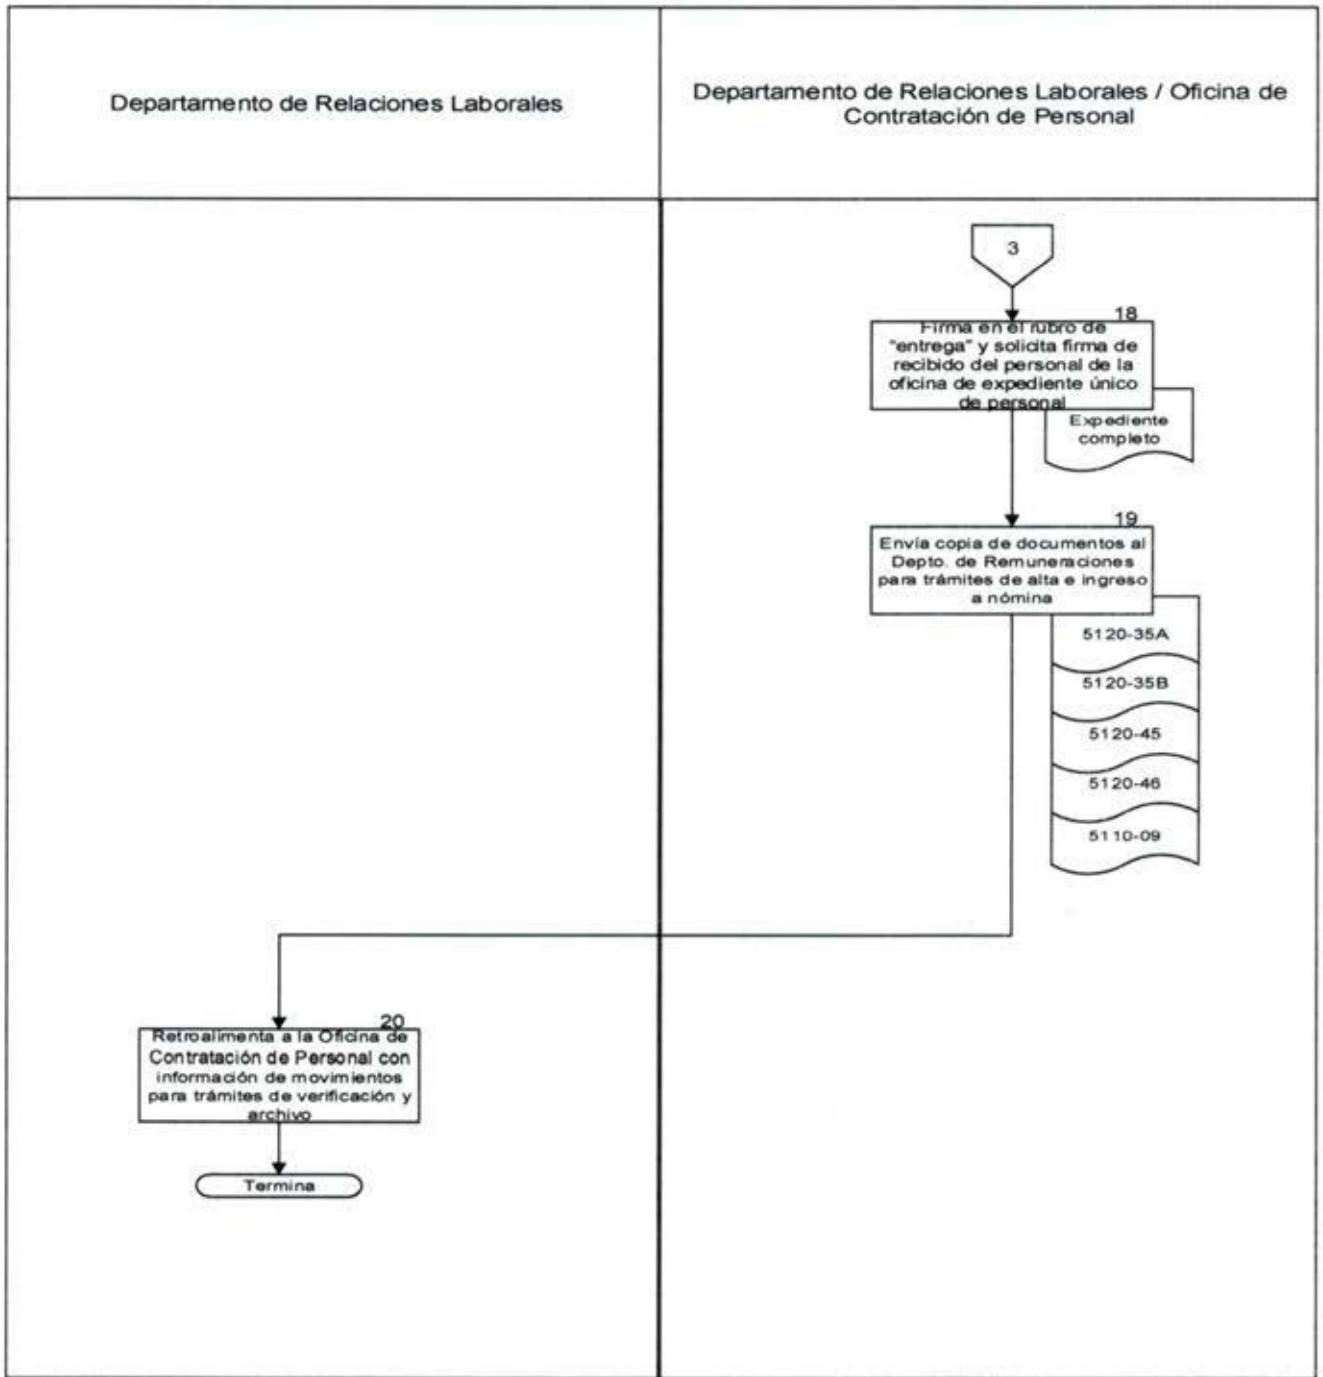 Departamento de Relaciones Laborales
Departamento de Relaciones Laborales / Oficina de
Contratación de Personal
3
18
Firma en el rubro de
"entrega" y solicita firma de
recibido del personal de la
oficina de expediente único
de personal
Expediente
completo
19
Envía copia de documentos al
Depto. de Remuneraciones
para trámites de alta e ingreso
a nómina
5120-35A
5120-35B
5120-45
5120-46
5110-09
20
Retroalimenta a la Oficina de
Contratación de Personal con
información de movimientos
para trámites de verificación y
archivo
Termina